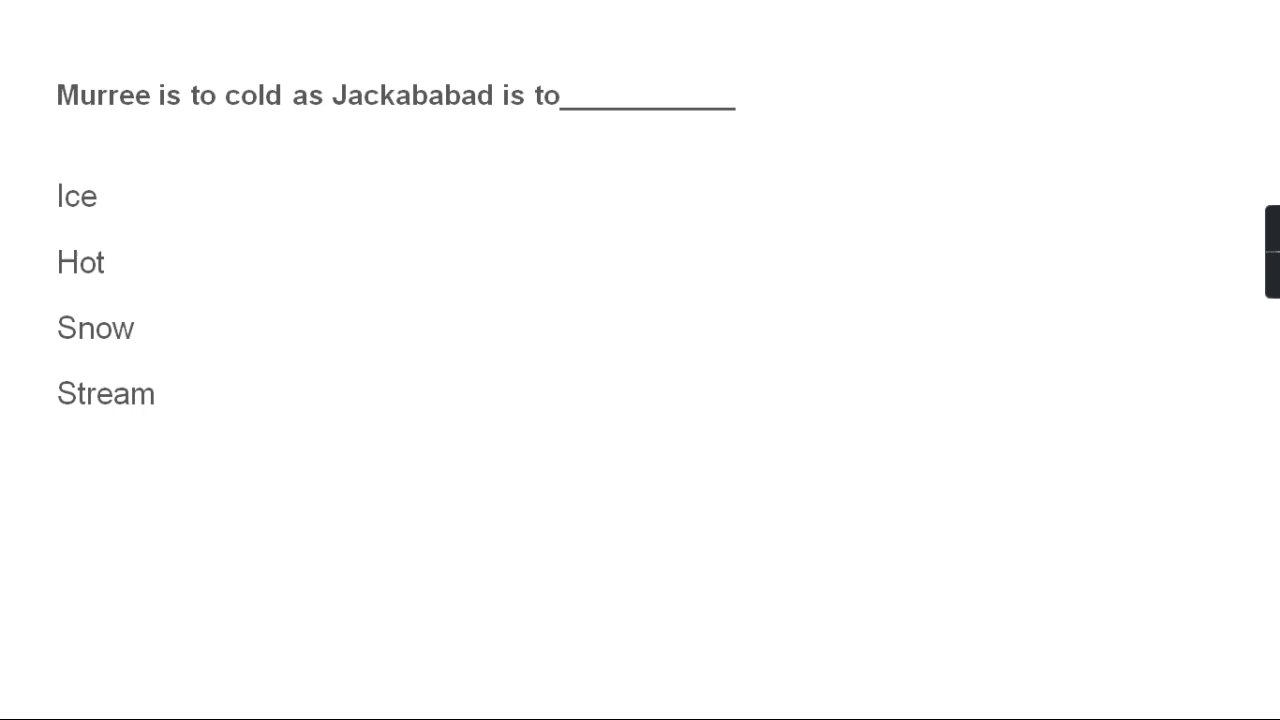 Murree is to cold as Jackababad is to___________
Ice
Hot
Snow
Stream